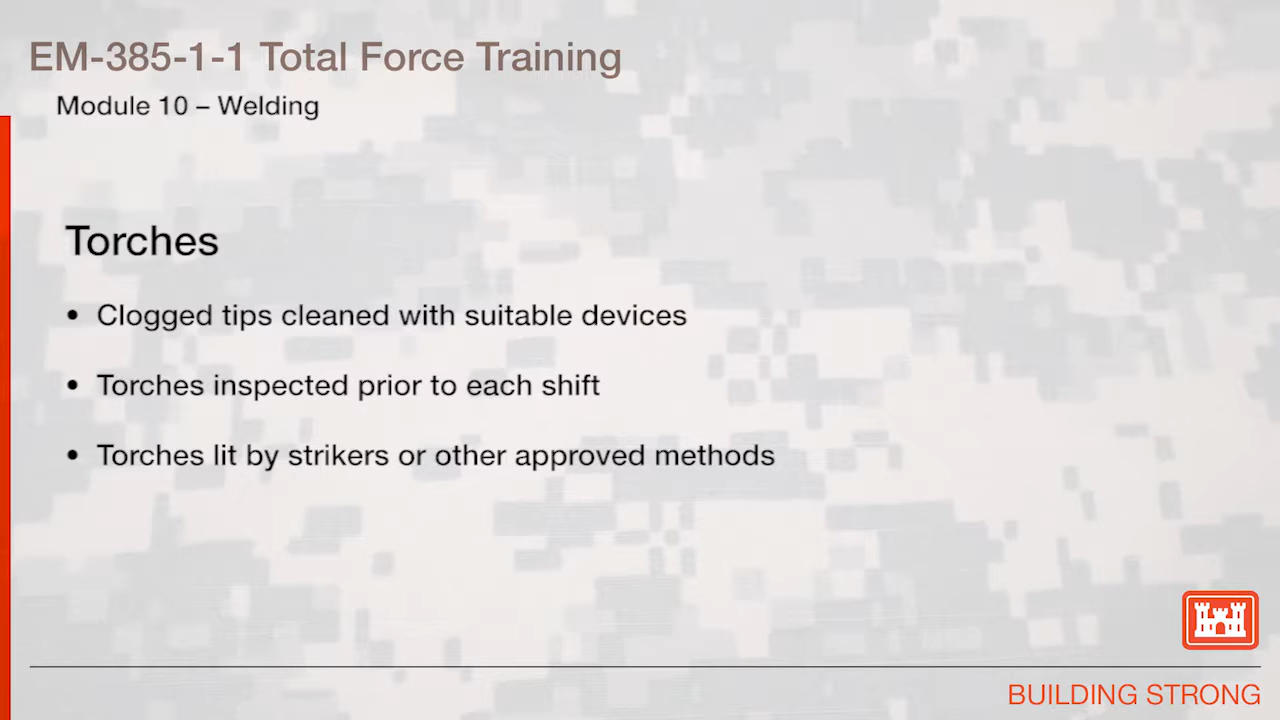 EM-385-1-1 Total Force Training
Module 10 – Welding
Torches
• Clogged tips cleaned with suitable devices
• Torches inspected prior to each shift
• Torches lit by strikers or other approved methods
BUILDING STRONG